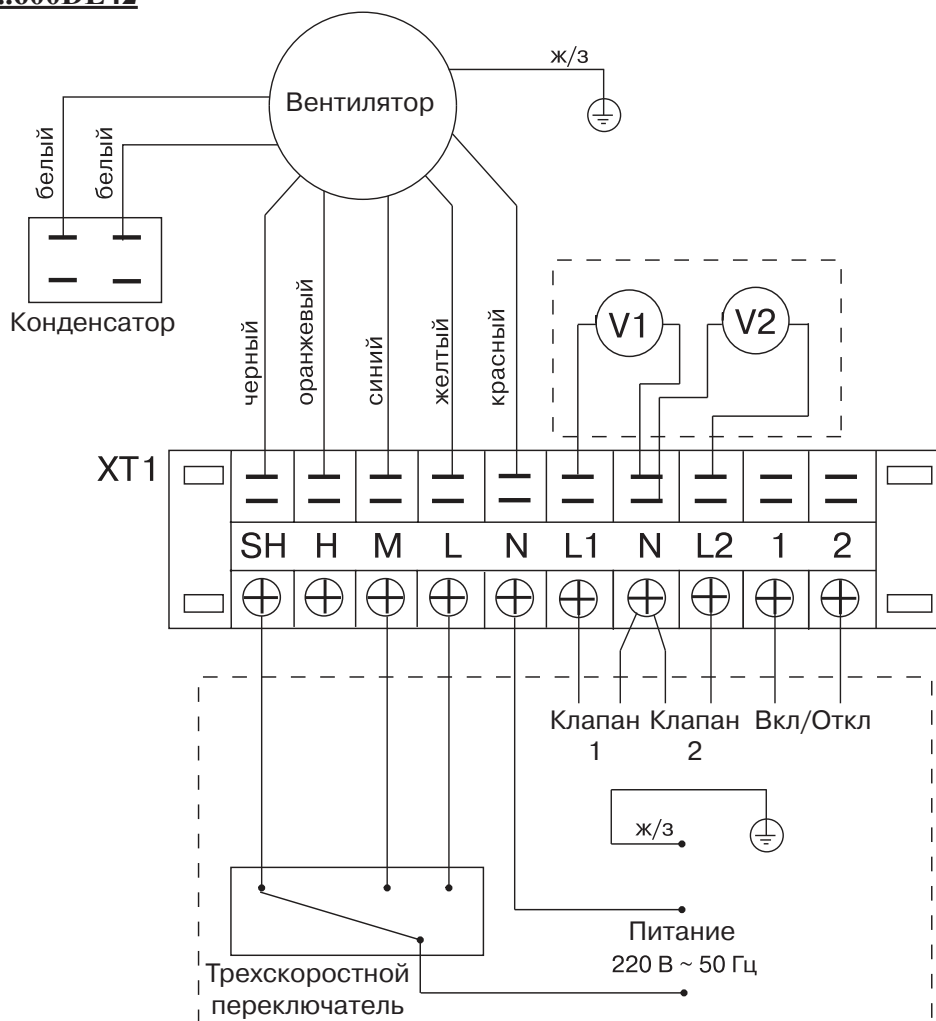 ж/з
Вентилятор
белый
белый
Конденсатор
черный
оранжевый
синий
желтый
красный
V1
V2
XT1
SH H M L N L1 N L2 1 2
Клапан 1
Клапан 2
Вкл/Откл
ж/з
Питание
220 В ~ 50 Гц
Трехскоростной
переключатель